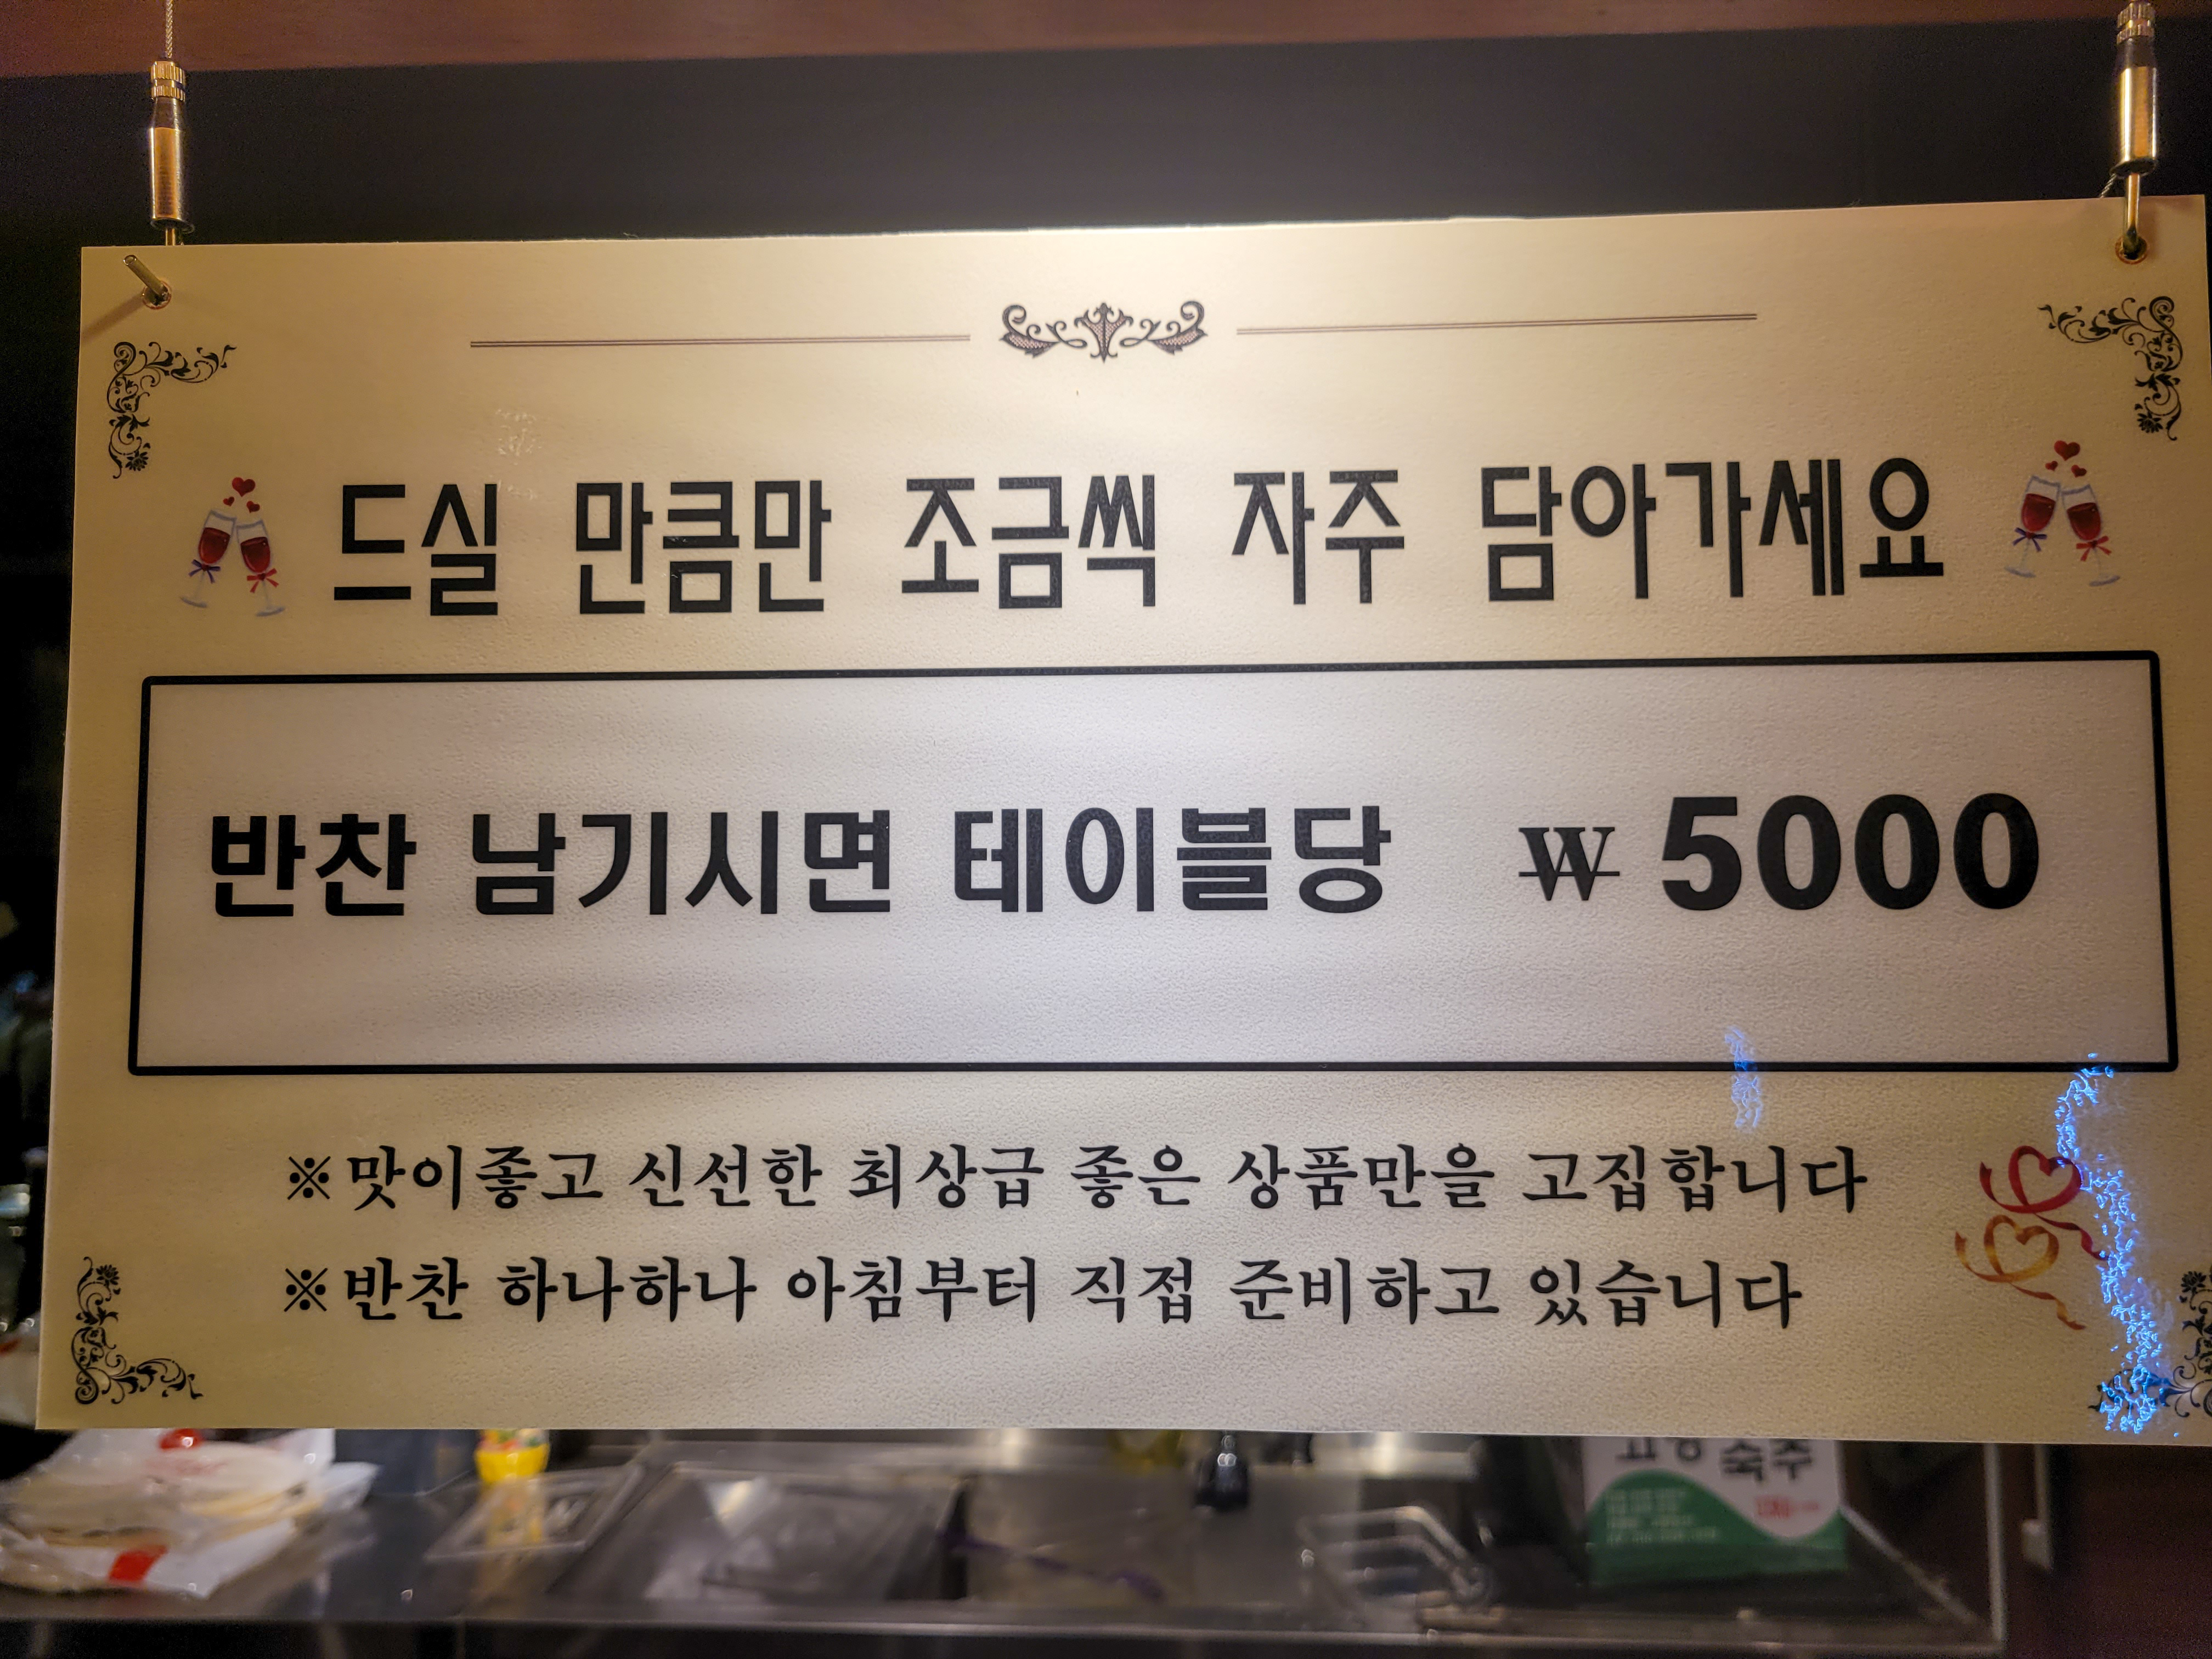 드실 만큼만 조금씩 자주 담아가세요
반찬 남기시면 테이블당 ₩ 5000
※맛이좋고 신선한 최상급 좋은 상품만을 고집합니다
※반찬 하나하나 아침부터 직접 준비하고 있습니다
숙주